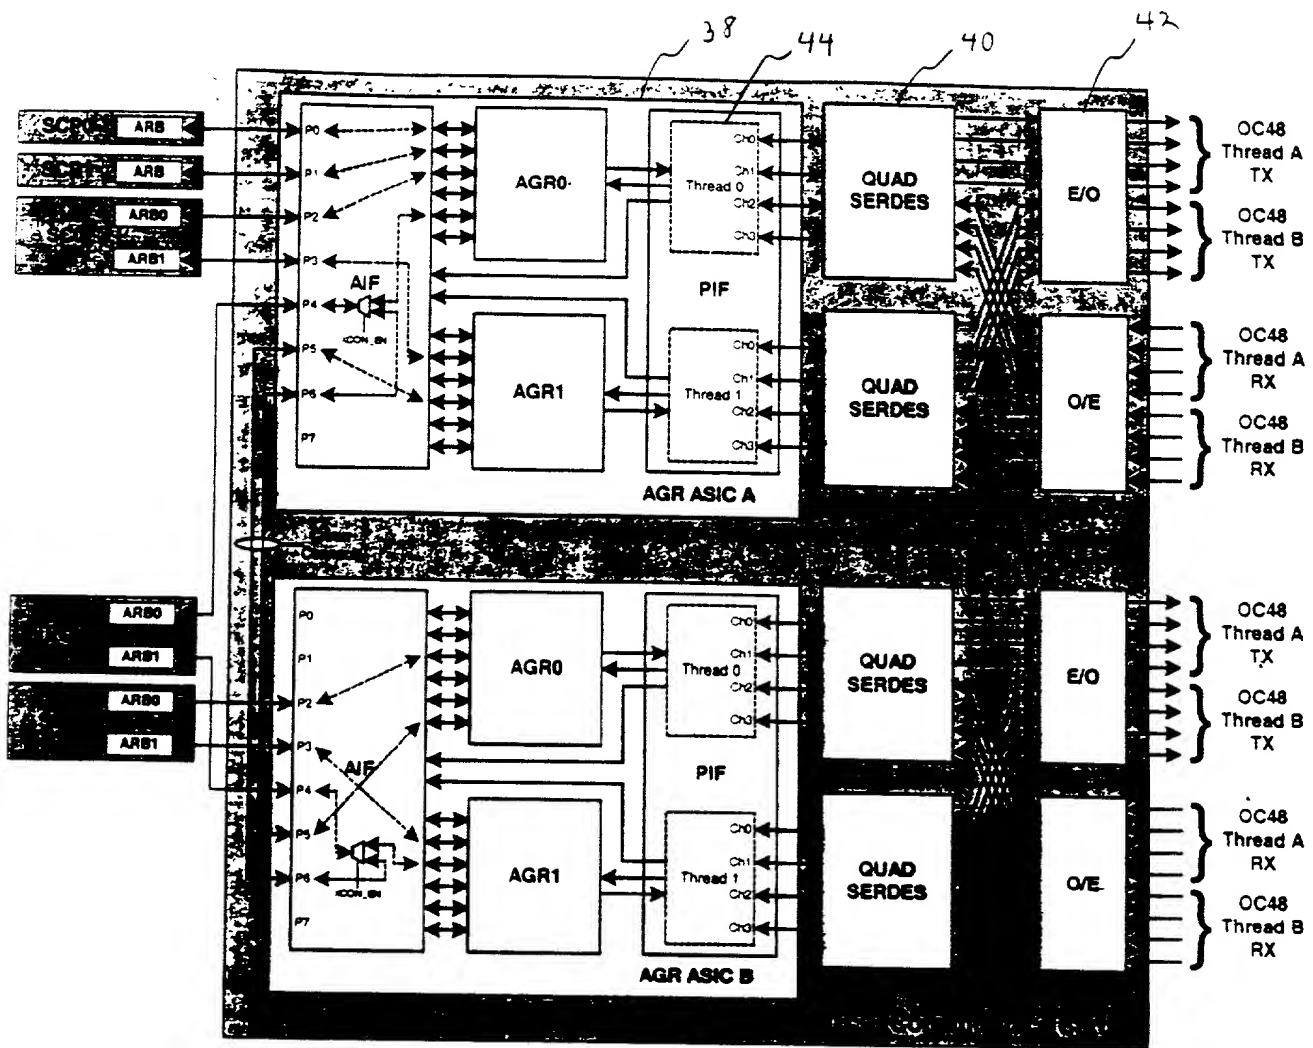 38
44
40
42
SCP0
ARB
ARB
ARB0
ARB1
P0
P1
P2
P3
AIF
P4
xCON_EN
P5
P6
P7
AGR0
AGR1
Thread 0
Ch0
Ch1
Ch2
Ch3
PIF
Thread 1
Ch0
Ch1
Ch2
Ch3
AGR ASIC A
QUAD
SERDES
QUAD
SERDES
E/O
O/E
OC48
Thread A
TX
OC48
Thread B
TX
OC48
Thread A
RX
OC48
Thread B
RX
ARB0
ARB1
ARB0
ARB1
P0
P1
P2
P3
AIF
P4
P5
P6
xCON_EN
P7
AGR0
AGR1
Thread 0
Ch0
Ch1
Ch2
Ch3
PIF
Thread 1
Ch0
Ch1
Ch2
Ch3
AGR ASIC B
QUAD
SERDES
QUAD
SERDES
E/O
O/E
OC48
Thread A
TX
OC48
Thread B
TX
OC48
Thread A
RX
OC48
Thread B
RX